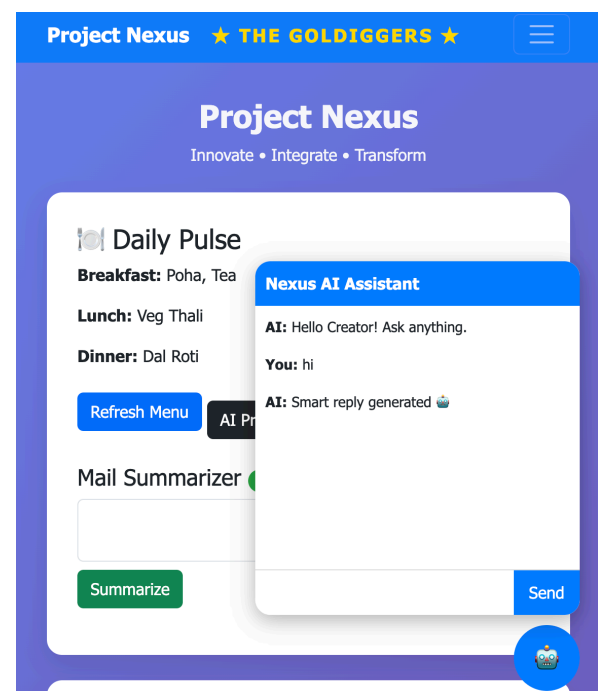 Project Nexus ★ THE GOLDIGGERS ★
Project Nexus
Innovate • Integrate • Transform
🍽️ Daily Pulse
Breakfast: Poha, Tea
Lunch: Veg Thali
Dinner: Dal Roti
Refresh Menu
AI Pr
Mail Summarizer
Summarize
Nexus AI Assistant
AI: Hello Creator! Ask anything.
You: hi
AI: Smart reply generated 🤖
Send